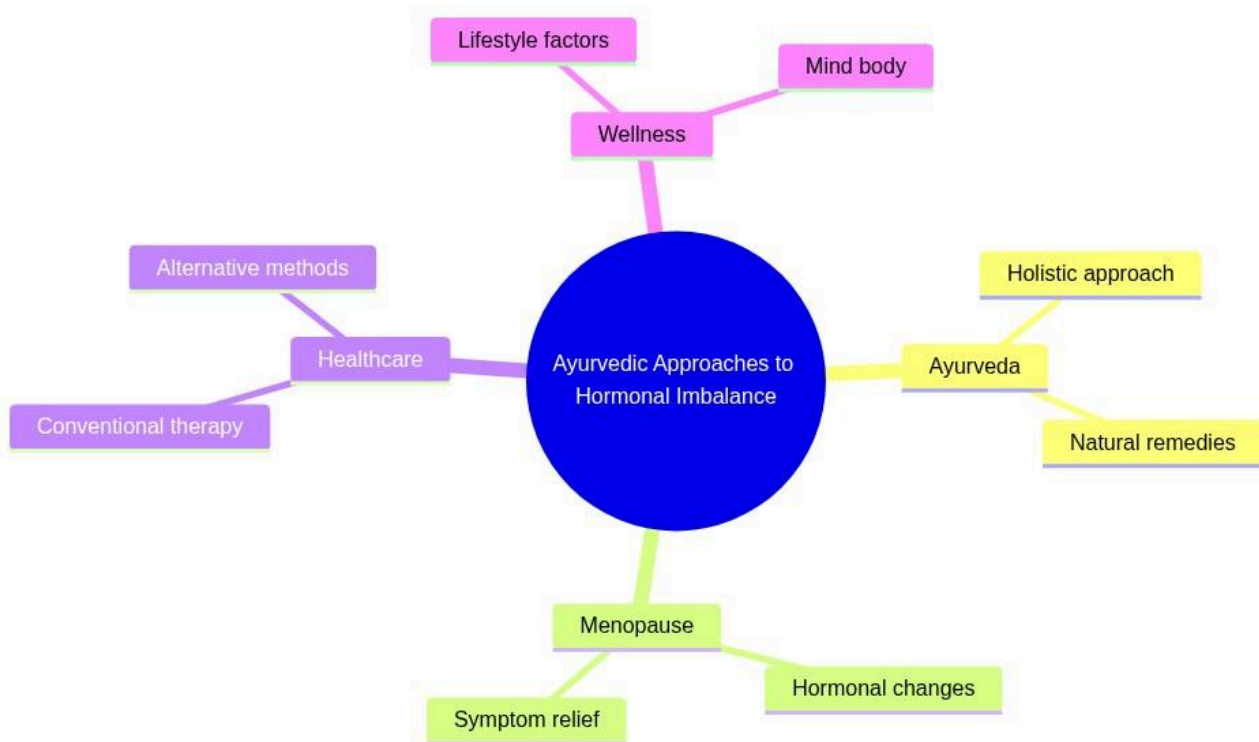 Lifestyle factors
Mind body
Wellness
Alternative methods
Holistic approach
Healthcare
Ayurvedic Approaches to
Hormonal Imbalance
Ayurveda
Conventional therapy
Natural remedies
Menopause
Hormonal changes
Symptom relief